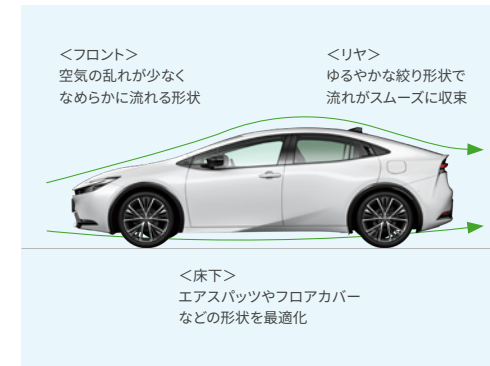 ＜フロント＞
空気の乱れが少なく
なめらかに流れる形状
＜リヤ＞
ゆるやかな絞り形状で
流れがスムーズに収束
＜床下＞
エアスパッツやフロアカバー
などの形状を最適化